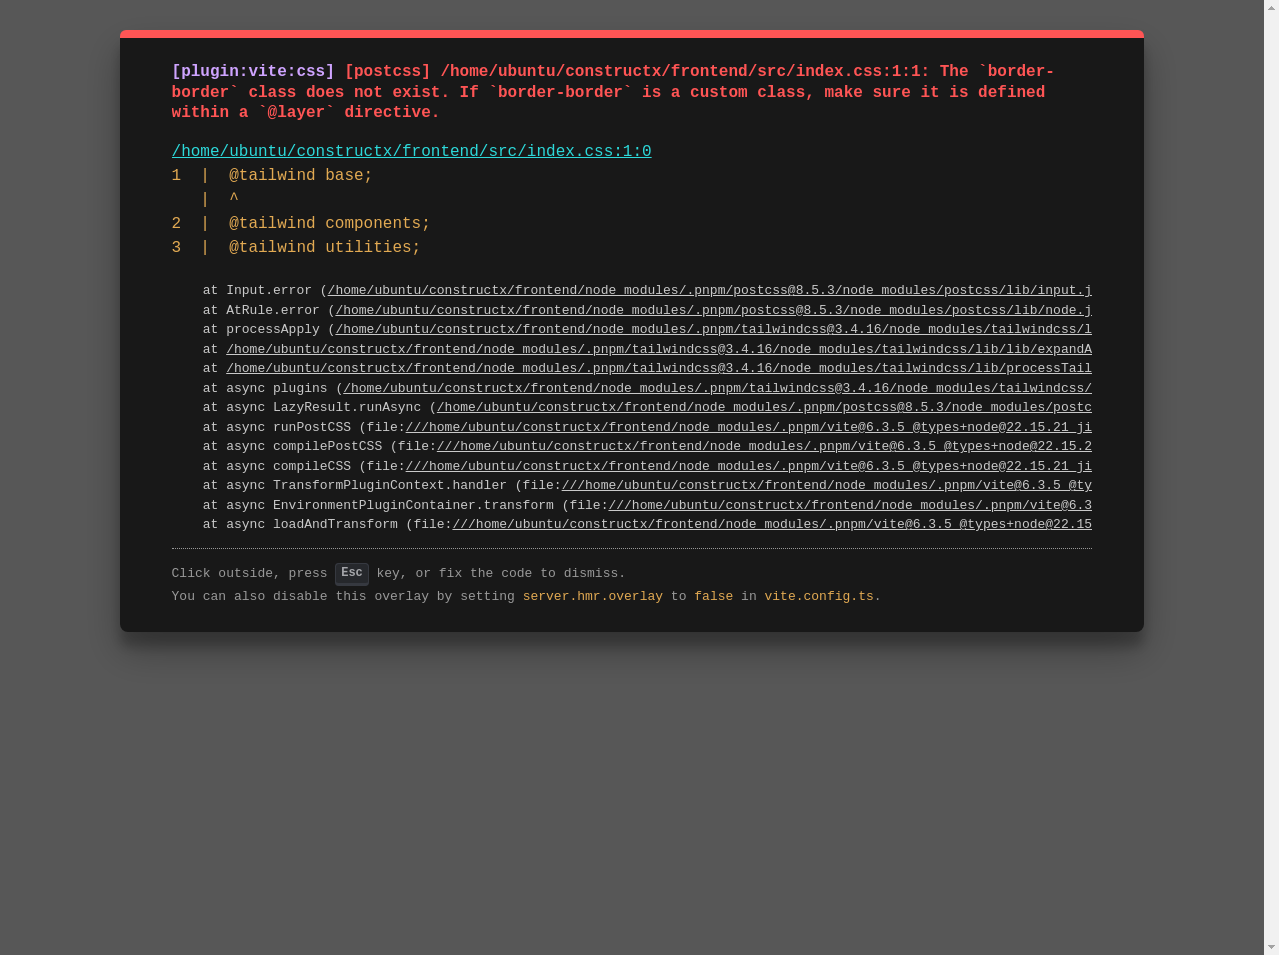 [plugin:vite:css] [postcss] /home/ubuntu/constructx/frontend/src/index.css:1:1: The `border-
border` class does not exist. If `border-border` is a custom class, make sure it is defined
within a `@layer` directive.
/home/ubuntu/constructx/frontend/src/index.css:1:0
1  |  @tailwind base;
   |  ^
2  |  @tailwind components;
3  |  @tailwind utilities;
at Input.error (/home/ubuntu/constructx/frontend/node_modules/.pnpm/postcss@8.5.3/node_modules/postcss/lib/input.j
at AtRule.error (/home/ubuntu/constructx/frontend/node_modules/.pnpm/postcss@8.5.3/node_modules/postcss/lib/node.j
at processApply (/home/ubuntu/constructx/frontend/node_modules/.pnpm/tailwindcss@3.4.16/node_modules/tailwindcss/l
at /home/ubuntu/constructx/frontend/node_modules/.pnpm/tailwindcss@3.4.16/node_modules/tailwindcss/lib/lib/expandA
at /home/ubuntu/constructx/frontend/node_modules/.pnpm/tailwindcss@3.4.16/node_modules/tailwindcss/lib/processTail
at async plugins (/home/ubuntu/constructx/frontend/node_modules/.pnpm/tailwindcss@3.4.16/node_modules/tailwindcss/
at async LazyResult.runAsync (/home/ubuntu/constructx/frontend/node_modules/.pnpm/postcss@8.5.3/node_modules/postc
at async runPostCSS (file:///home/ubuntu/constructx/frontend/node_modules/.pnpm/vite@6.3.5_@types+node@22.15.21_ji
at async compilePostCSS (file:///home/ubuntu/constructx/frontend/node_modules/.pnpm/vite@6.3.5_@types+node@22.15.2
at async compileCSS (file:///home/ubuntu/constructx/frontend/node_modules/.pnpm/vite@6.3.5_@types+node@22.15.21_ji
at async TransformPluginContext.handler (file:///home/ubuntu/constructx/frontend/node_modules/.pnpm/vite@6.3.5_@ty
at async EnvironmentPluginContainer.transform (file:///home/ubuntu/constructx/frontend/node_modules/.pnpm/vite@6.3
at async loadAndTransform (file:///home/ubuntu/constructx/frontend/node_modules/.pnpm/vite@6.3.5_@types+node@22.15
Click outside, press Esc key, or fix the code to dismiss.
You can also disable this overlay by setting server.hmr.overlay to false in vite.config.ts.